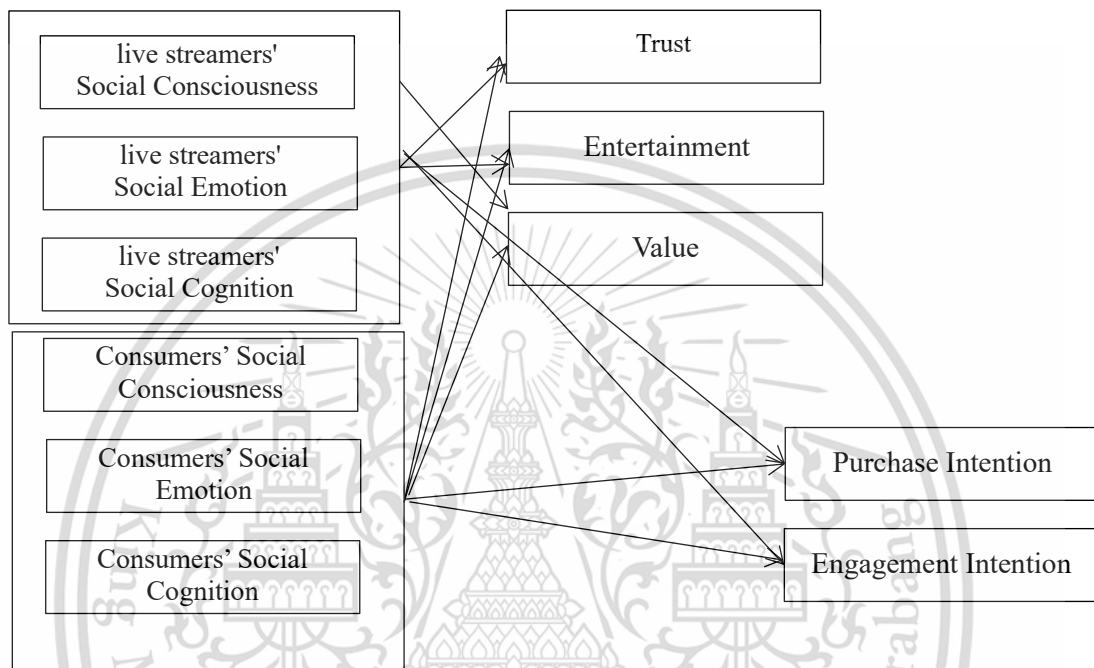 live streamers'
Social Consciousness
live streamers'
Social Emotion
live streamers'
Social Cognition
Consumers' Social
Consciousness
Consumers' Social
Emotion
Consumers' Social
Cognition
Trust
Entertainment
Value
Purchase Intention
Engagement Intention